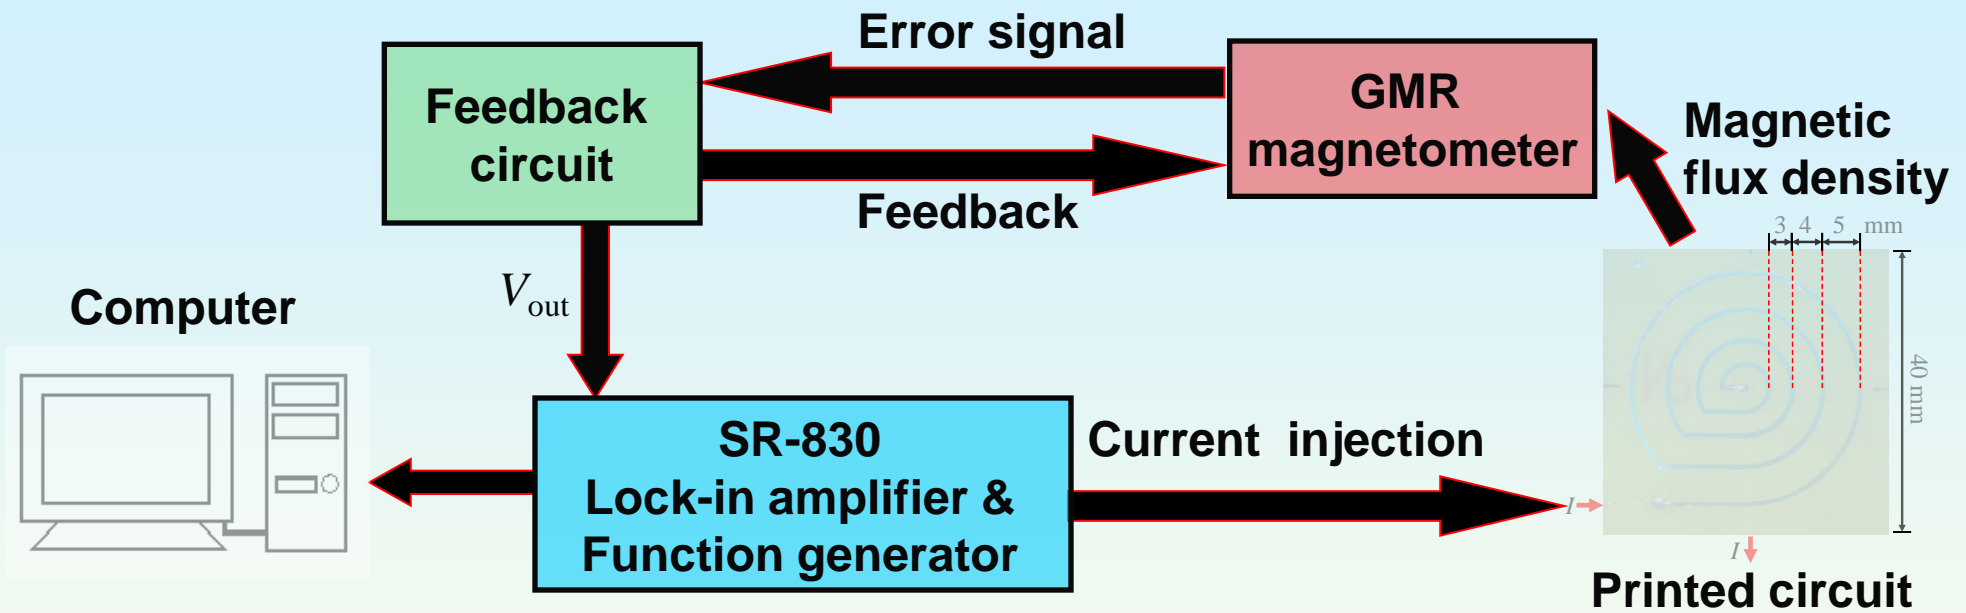 Error signal
Feedback
circuit
GMR
magnetometer
Magnetic
flux density
Feedback
3 4 5 mm
V_out
Computer
40 mm
SR-830
Lock-in amplifier &
Function generator
Current injection
I
I
Printed circuit